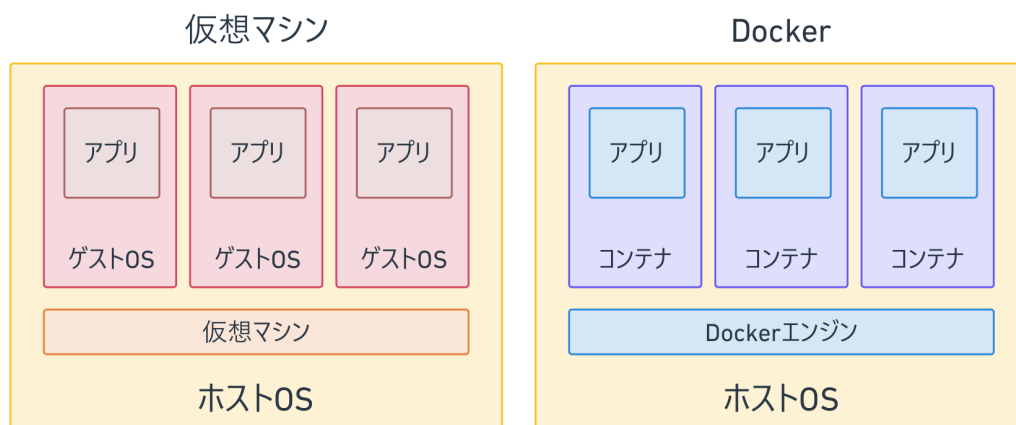 仮想マシン
アプリ
アプリ
アプリ
ゲストOS
ゲストOS
ゲストOS
仮想マシン
ホストOS
Docker
アプリ
アプリ
アプリ
コンテナ
コンテナ
コンテナ
Dockerエンジン
ホストOS